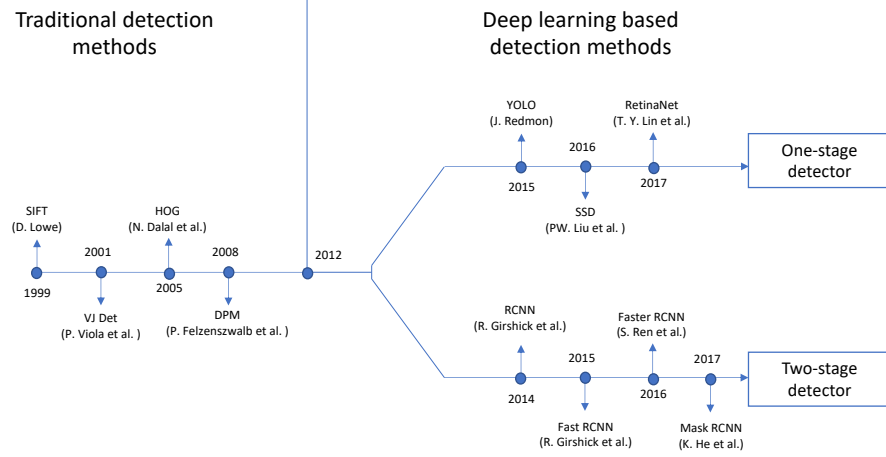 Traditional detection
methods
Deep learning based
detection methods
YOLO
(J. Redmon)
RetinaNet
(T. Y. Lin et al.)
2016
2015
2017
SSD
(PW. Liu et al. )
One-stage
detector
SIFT
(D. Lowe)
HOG
(N. Dalal et al.)
2001
2008
2012
1999
2005
VJ Det
(P. Viola et al. )
DPM
(P. Felzenszwalb et al. )
RCNN
(R. Girshick et al.)
Faster RCNN
(S. Ren et al.)
2015
2017
2014
2016
Fast RCNN
(R. Girshick et al.)
Mask RCNN
(K. He et al.)
Two-stage
detector